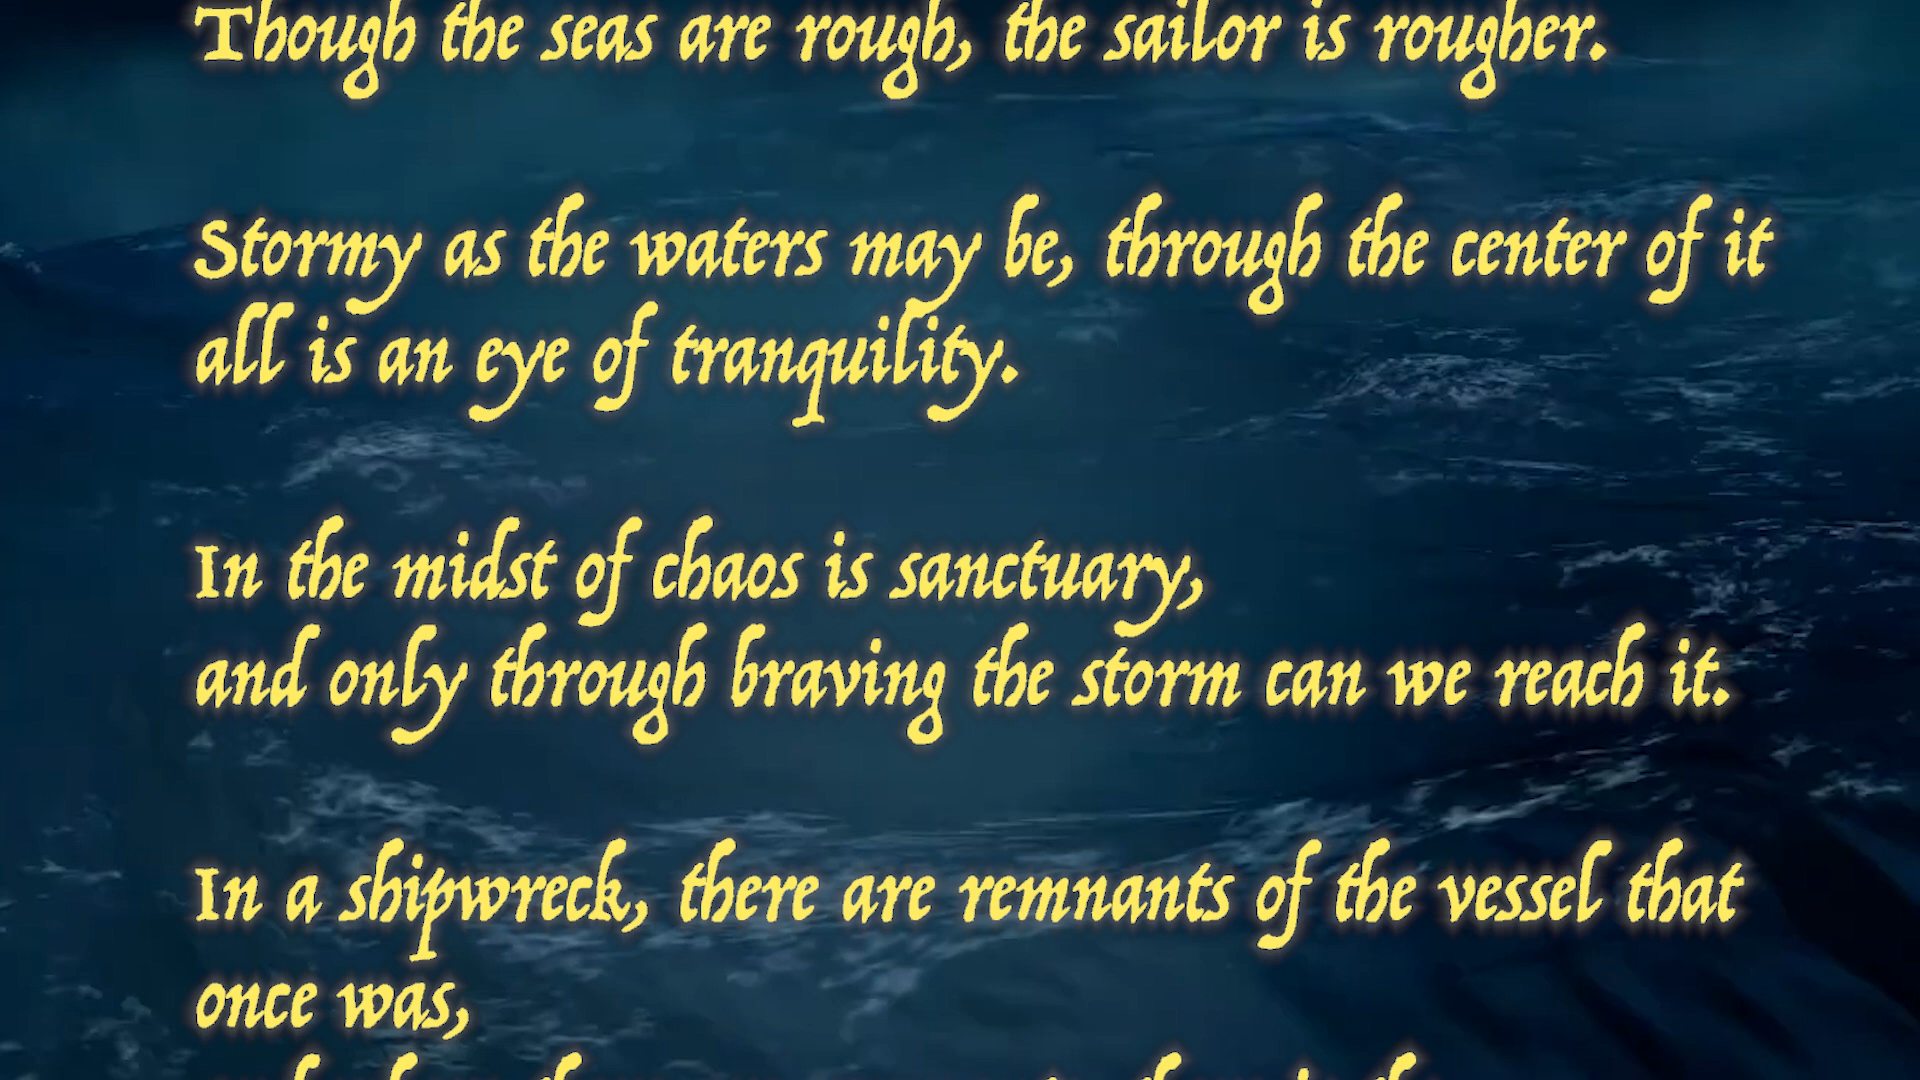 Though the seas are rough, the sailor is rougher.
Stormy as the waters may be, through the center of it
all is an eye of tranquility.
In the midst of chaos is sanctuary,
and only through braving the storm can we reach it.
In a shipwreck, there are remnants of the vessel that
once was,